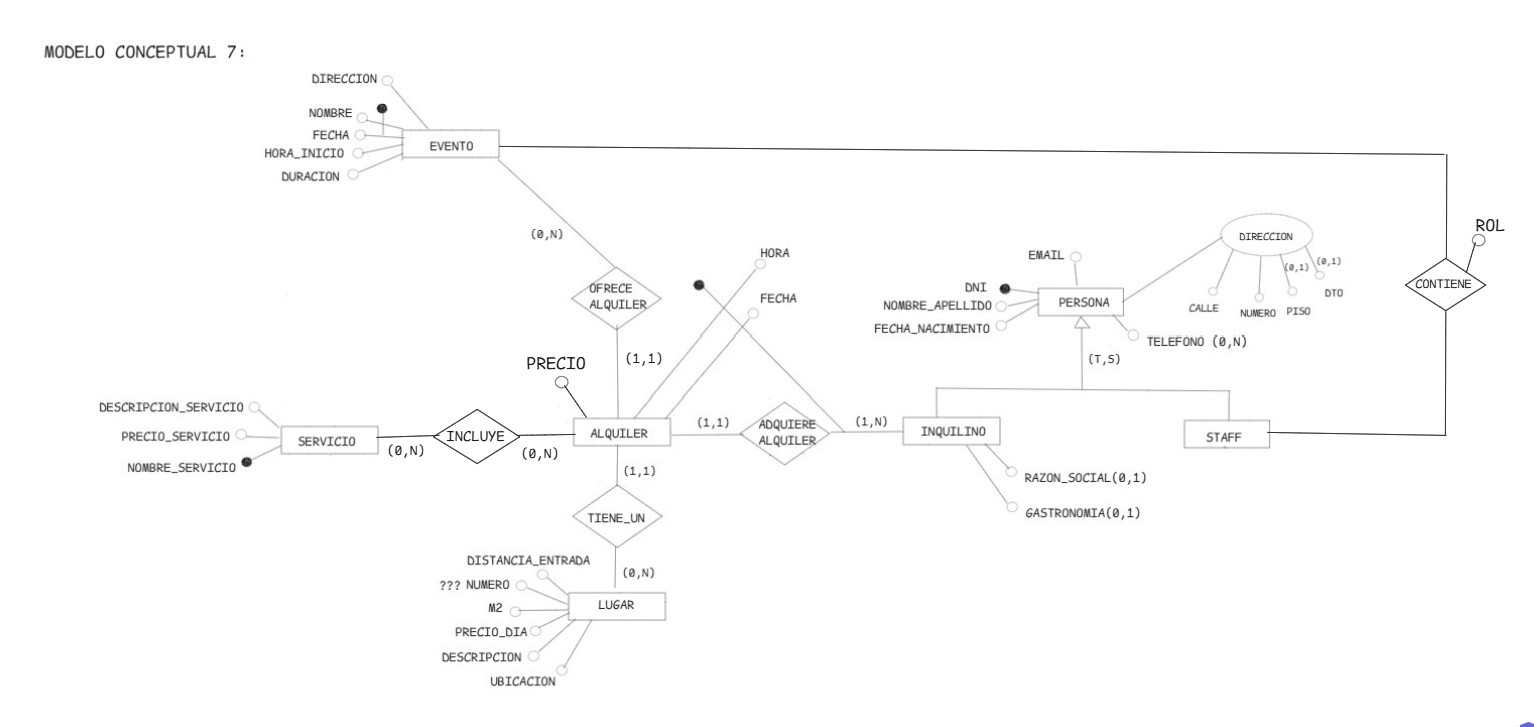 MODELO CONCEPTUAL 7:
DIRECCION
NOMBRE
FECHA
HORA_INICIO
DURACION
EVENTO
(0,N)
OFRECE
ALQUILER
(1,1)
HORA
FECHA
PRECIO
EMAIL
DNI
NOMBRE_APELLIDO
FECHA_NACIMIENTO
PERSONA
TELEFONO (0,N)
DIRECCION
CALLE
NUMERO
(0,1)
PISO
(0,1)
DTO
ROL
CONTIENE
(T,S)
DESCRIPCION_SERVICIO
PRECIO_SERVICIO
NOMBRE_SERVICIO
SERVICIO
(0,N)
INCLUYE
(0,N)
ALQUILER
(1,1)
ADQUIERE
ALQUILER
(1,N)
INQUILINO
STAFF
RAZON_SOCIAL(0,1)
GASTRONOMIA(0,1)
(1,1)
TIENE_UN
(0,N)
DISTANCIA_ENTRADA
??? NUMERO
M2
PRECIO_DIA
DESCRIPCION
UBICACION
LUGAR